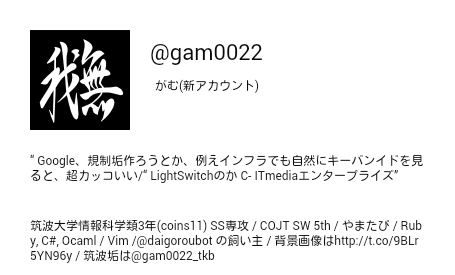 我無
@gam0022
がむ(新アカウント)
“ Google、規制垢作ろうとか、例えインフラでも自然にキーバンイドを見
ると、超カッコいい/“ LightSwitchのか C- ITmediaエンタープライズ”
筑波大学情報科学類3年(coins11) SS専攻 / COJT SW 5th / やまたび / Rub
y, C#, Ocaml / Vim /@daigoroubot の飼い主 / 背景画像はhttp://t.co/9BLr
5YN96y / 筑波垢は@gam0022_tkb